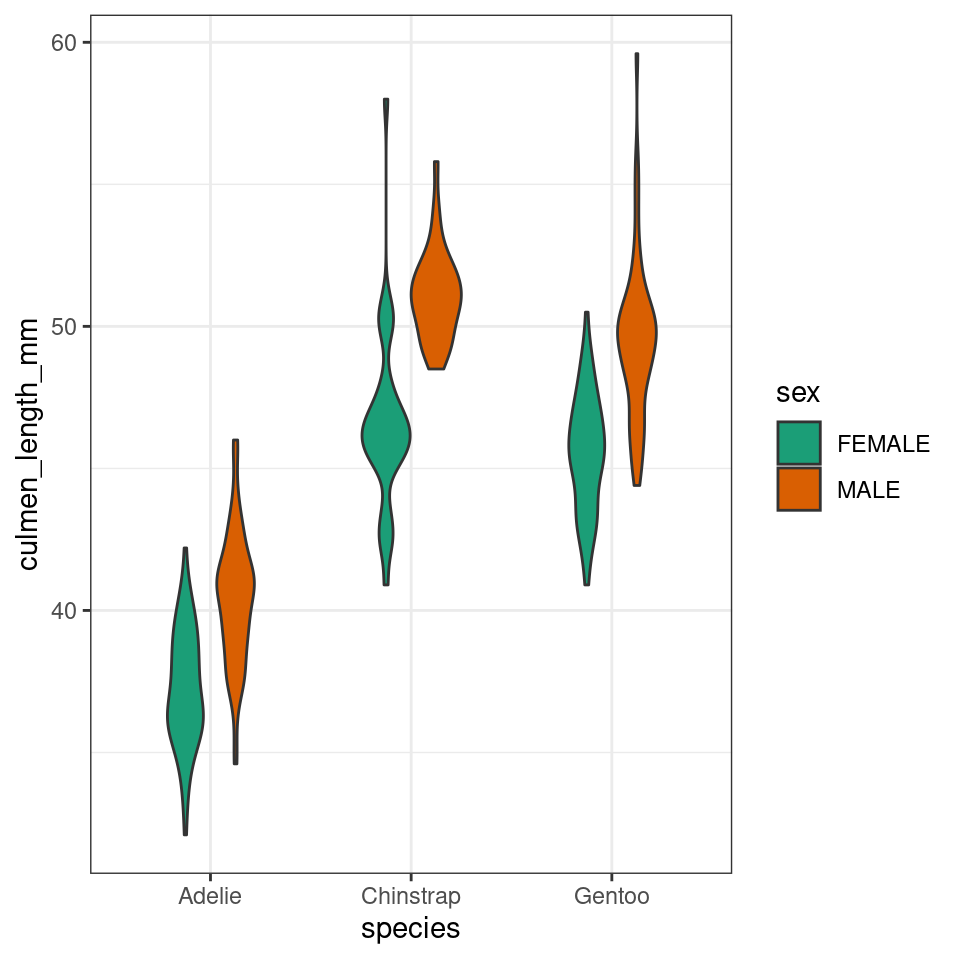 60
50
40
culmen_length_mm
Adelie
Chinstrap
Gentoo
species
sex
FEMALE
MALE